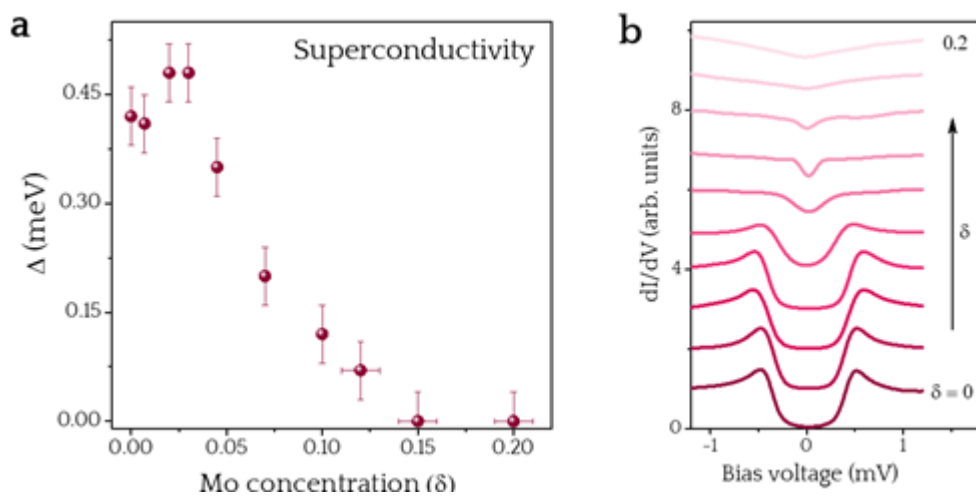 a
Superconductivity
0.45
0.30
0.15
0.00
Δ (meV)
0.00 0.05 0.10 0.15 0.20
Mo concentration (δ)
b
0.2
8
4
0
dI/dV (arb. units)
δ
δ = 0
-1 0 1
Bias voltage (mV)